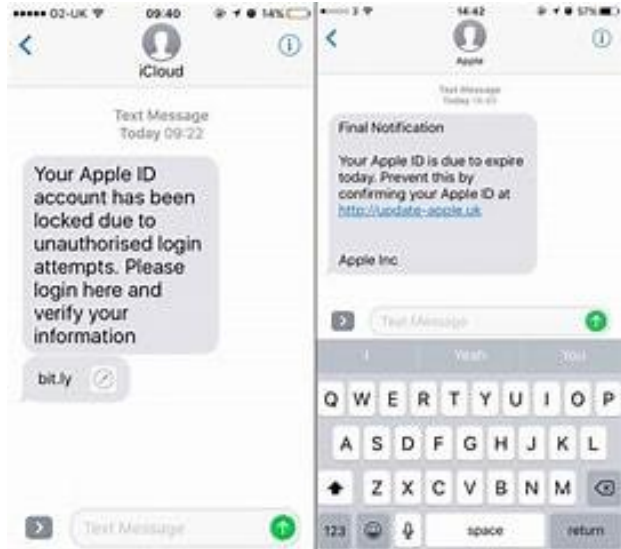 02-UK
09:40
14%
iCloud
Text Message
Today 09:22
Your Apple ID
account has been
locked due to
unauthorised login
attempts. Please
login here and
verify your
information
bit.ly
Text Message
3
14:42
57%
Apple
Text Message
Today
Final Notification
Your Apple ID is due to expire
today. Prevent this by
confirming your Apple ID at
http://update-apple.uk
Apple Inc
Text Message
I Yeah You
Q W E R T Y U I O P
A S D F G H J K L
Z X C V B N M
123 space return